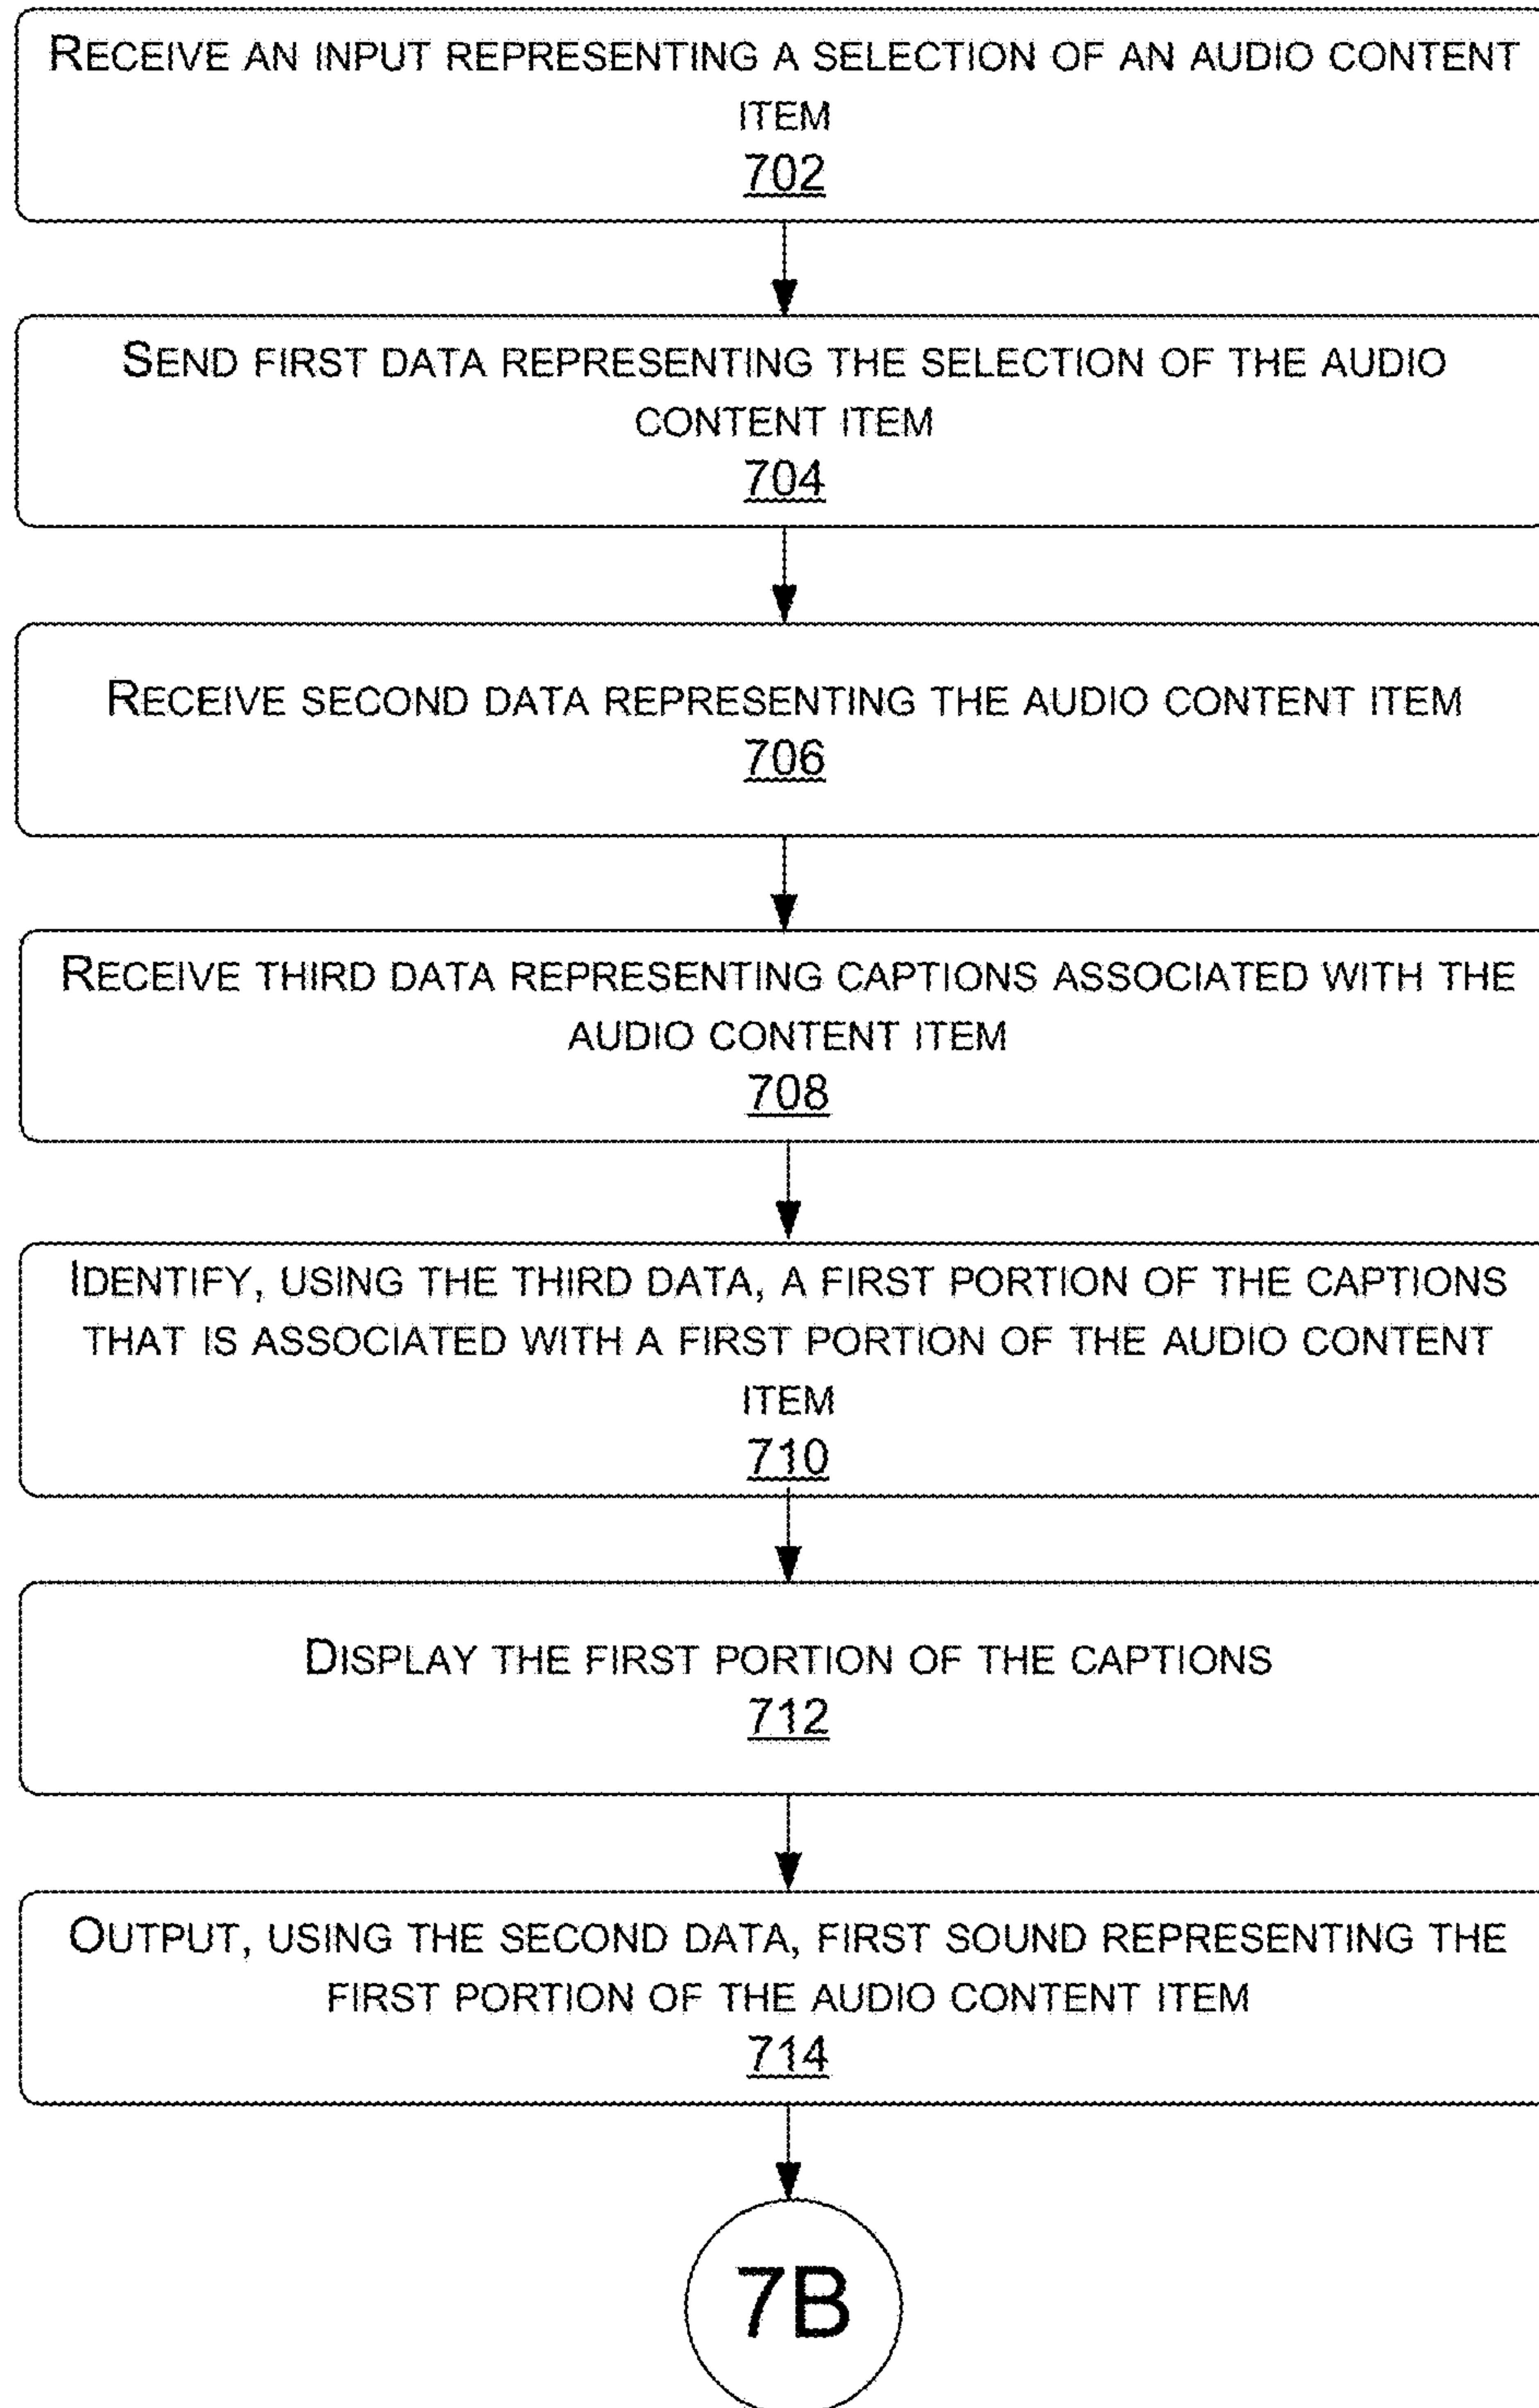 RECEIVE AN INPUT REPRESENTING A SELECTION OF AN AUDIO CONTENT
ITEM
702
SEND FIRST DATA REPRESENTING THE SELECTION OF THE AUDIO
CONTENT ITEM
704
RECEIVE SECOND DATA REPRESENTING THE AUDIO CONTENT ITEM
706
RECEIVE THIRD DATA REPRESENTING CAPTIONS ASSOCIATED WITH THE
AUDIO CONTENT ITEM
708
IDENTIFY, USING THE THIRD DATA, A FIRST PORTION OF THE CAPTIONS
THAT IS ASSOCIATED WITH A FIRST PORTION OF THE AUDIO CONTENT
ITEM
710
DISPLAY THE FIRST PORTION OF THE CAPTIONS
712
OUTPUT, USING THE SECOND DATA, FIRST SOUND REPRESENTING THE
FIRST PORTION OF THE AUDIO CONTENT ITEM
714
7B